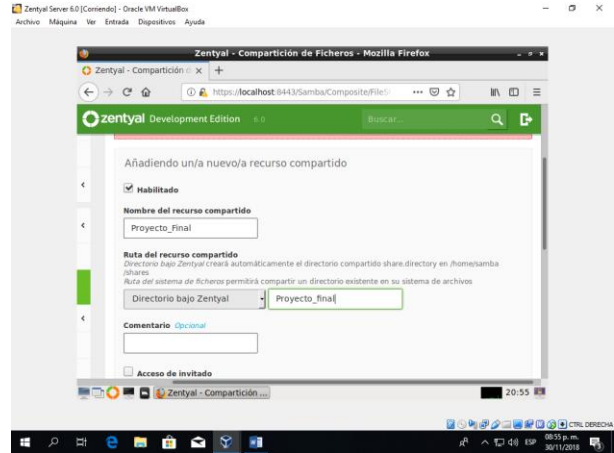 Zentyal Server 6.0 [Corriendo] - Oracle VM VirtualBox
Archivo Máquina Ver Entrada Dispositivos Ayuda
Zentyal - Compartición de Ficheros - Mozilla Firefox
Zentyal - Compartición
https://localhost:8443/Samba/Composite/FileS
zentyal Development Edition 6.0
Buscar...
Añadiendo un/a nuevo/a recurso compartido
Habilitado
Nombre del recurso compartido
Proyecto_Final
Ruta del recurso compartido
Directorio bajo Zentyal creará automáticamente el directorio compartido share.directory en /home/samba
/shares
Ruta del sistema de ficheros permitirá compartir un directorio existente en su sistema de archivos
Directorio bajo Zentyal Proyecto_final
Comentario Opcional
Acceso de invitado
Zentyal - Compartición ...
20:55
CTRL DERECHA
ESP
08:55 p. m.
30/11/2018